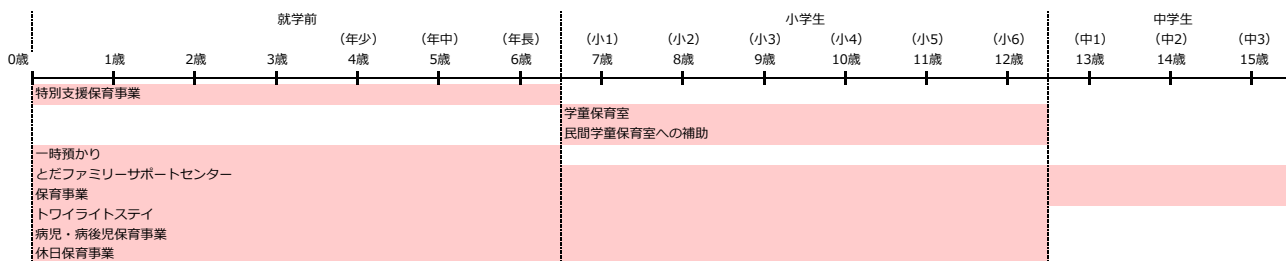 就学前 小学生 中学生
（年少） （年中） （年長） （小1） （小2） （小3） （小4） （小5） （小6） （中1） （中2） （中3）
0歳 1歳 2歳 3歳 4歳 5歳 6歳 7歳 8歳 9歳 10歳 11歳 12歳 13歳 14歳 15歳
特別支援保育事業
学童保育室
民間学童保育室への補助
一時預かり
とだファミリーサポートセンター
保育事業
トワイライトステイ
病児・病後児保育事業
休日保育事業